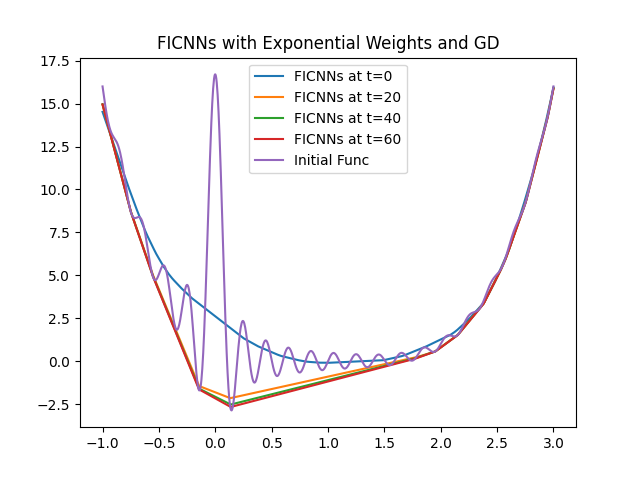 FICNNs with Exponential Weights and GD
17.5
15.0
12.5
10.0
7.5
5.0
2.5
0.0
−2.5
FICNNs at t=0
FICNNs at t=20
FICNNs at t=40
FICNNs at t=60
Initial Func
−1.0 −0.5 0.0 0.5 1.0 1.5 2.0 2.5 3.0